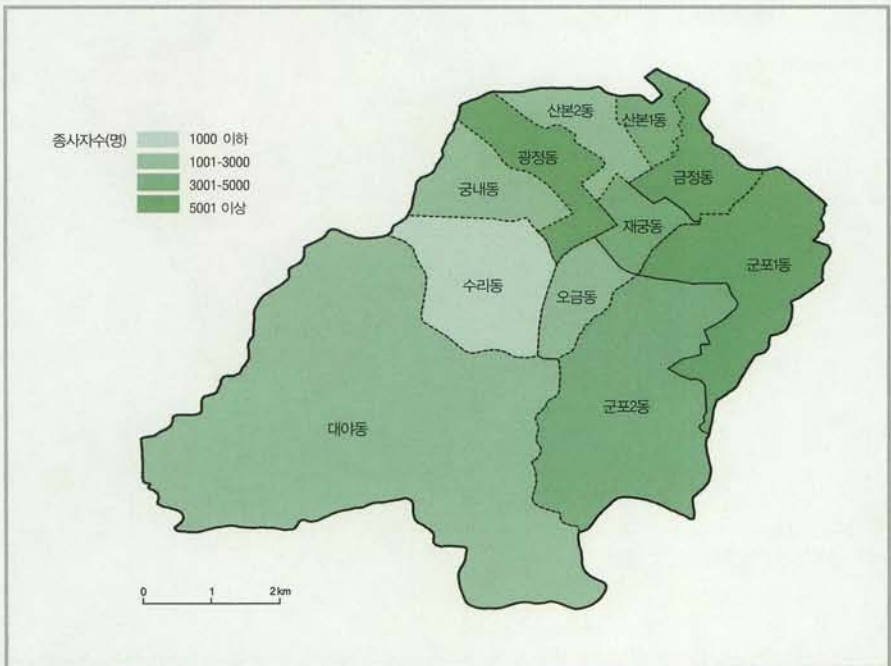 종사자수(명)
1000 이하
1001-3000
3001-5000
5001 이상
산본2동
산본1동
광정동
금정동
궁내동
재궁동
군포1동
수리동
오금동
군포2동
대야동
0 1 2km